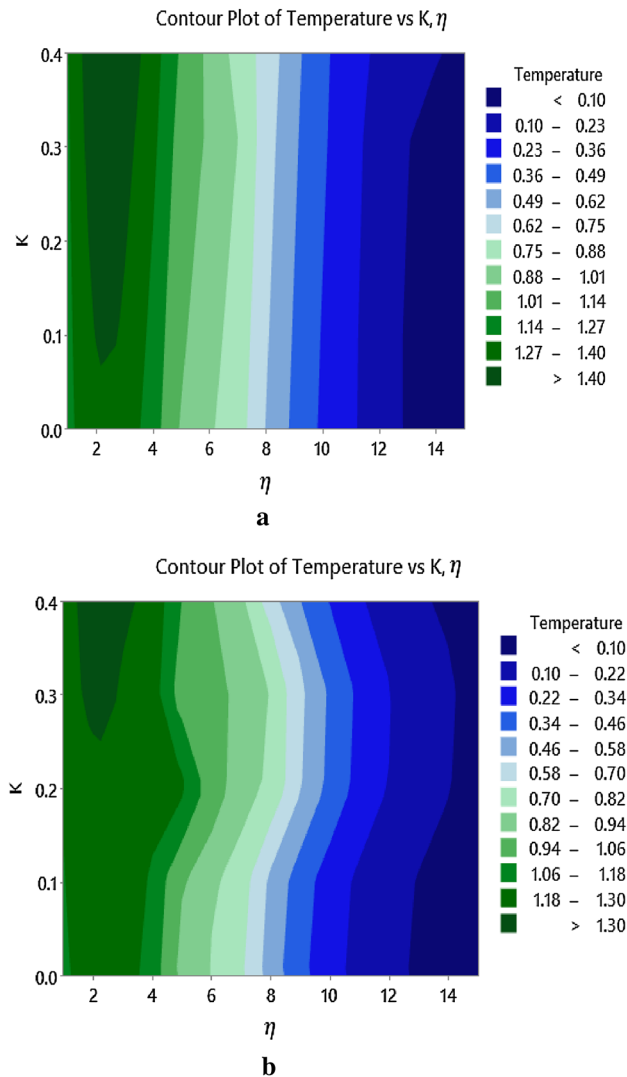 Contour Plot of Temperature vs K, η
0.4
0.3
0.2
0.1
0.0
K
2 4 6 8 10 12 14
η
Temperature
< 0.10
0.10 – 0.23
0.23 – 0.36
0.36 – 0.49
0.49 – 0.62
0.62 – 0.75
0.75 – 0.88
0.88 – 1.01
1.01 – 1.14
1.14 – 1.27
1.27 – 1.40
> 1.40
a
Contour Plot of Temperature vs K, η
0.4
0.3
0.2
0.1
0.0
K
2 4 6 8 10 12 14
η
Temperature
< 0.10
0.10 – 0.22
0.22 – 0.34
0.34 – 0.46
0.46 – 0.58
0.58 – 0.70
0.70 – 0.82
0.82 – 0.94
0.94 – 1.06
1.06 – 1.18
1.18 – 1.30
> 1.30
b